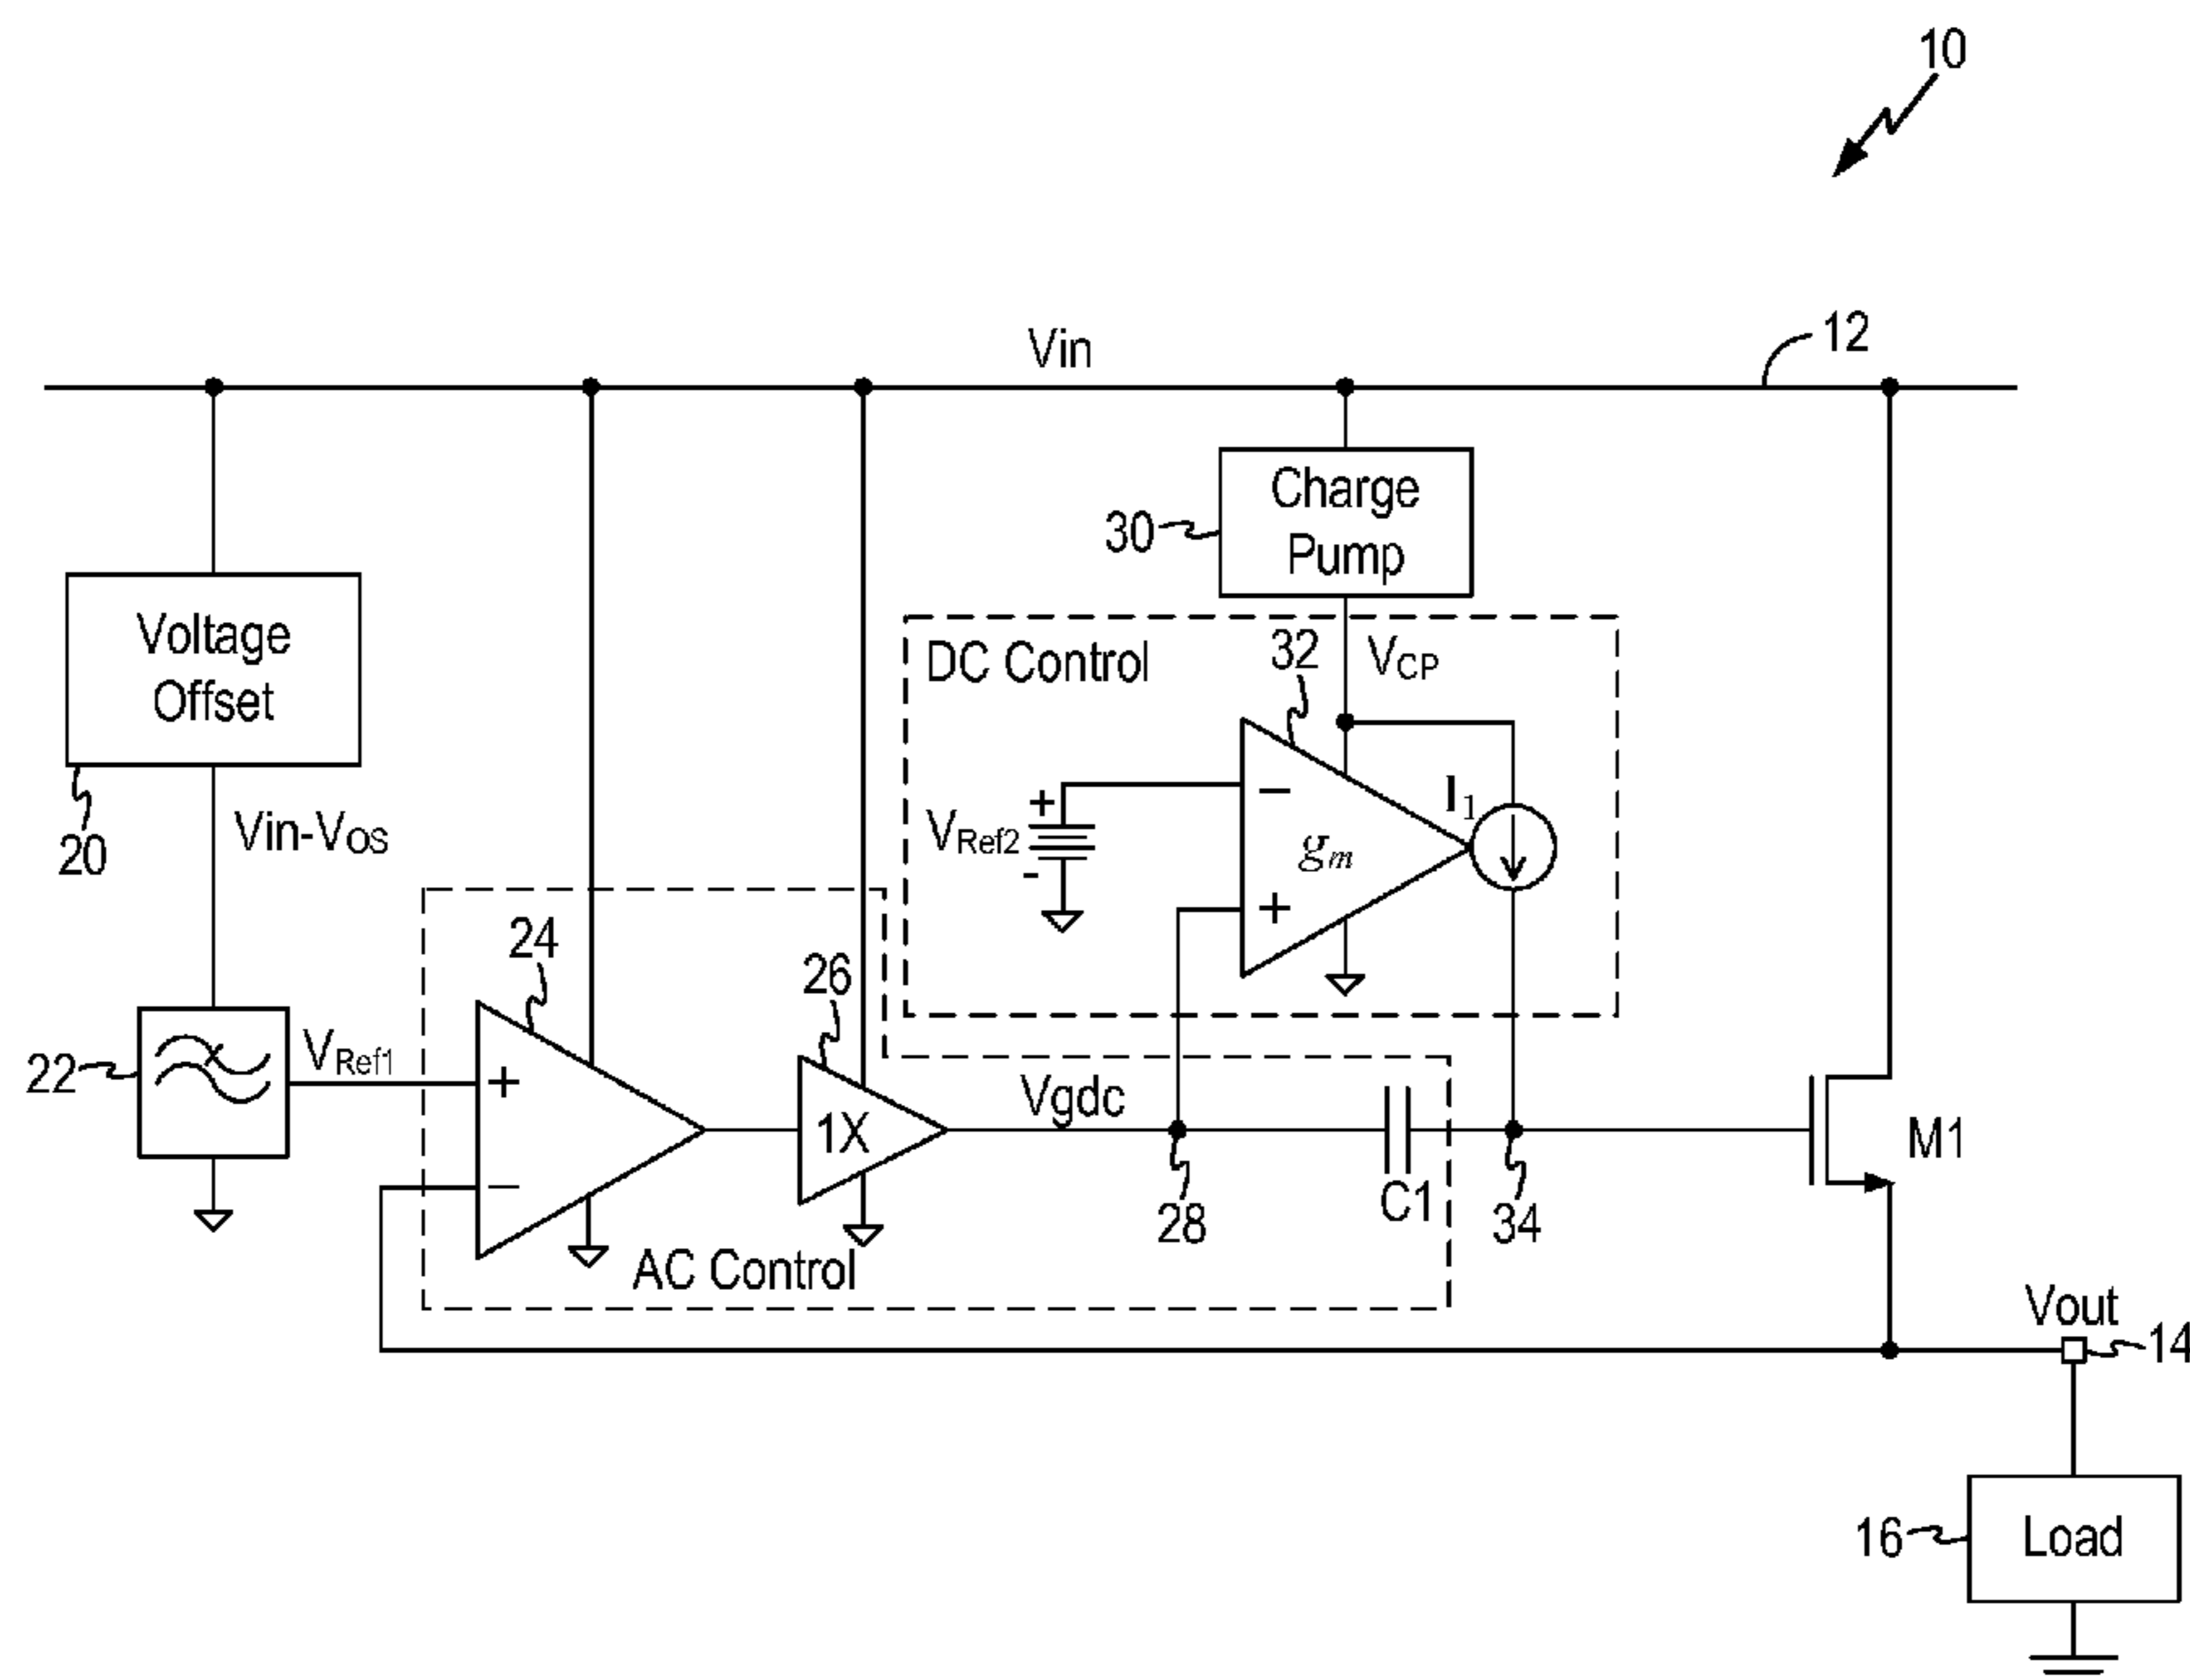 10
Vin
12
Charge
Pump
30
Voltage
Offset
20
Vin-VOS
DC Control
32
VCP
I1
VRef2
+
-
−
gm
+
24
26
22
VRef1
+
−
1X
Vgdc
28
C1
34
M1
AC Control
Vout
14
16
Load